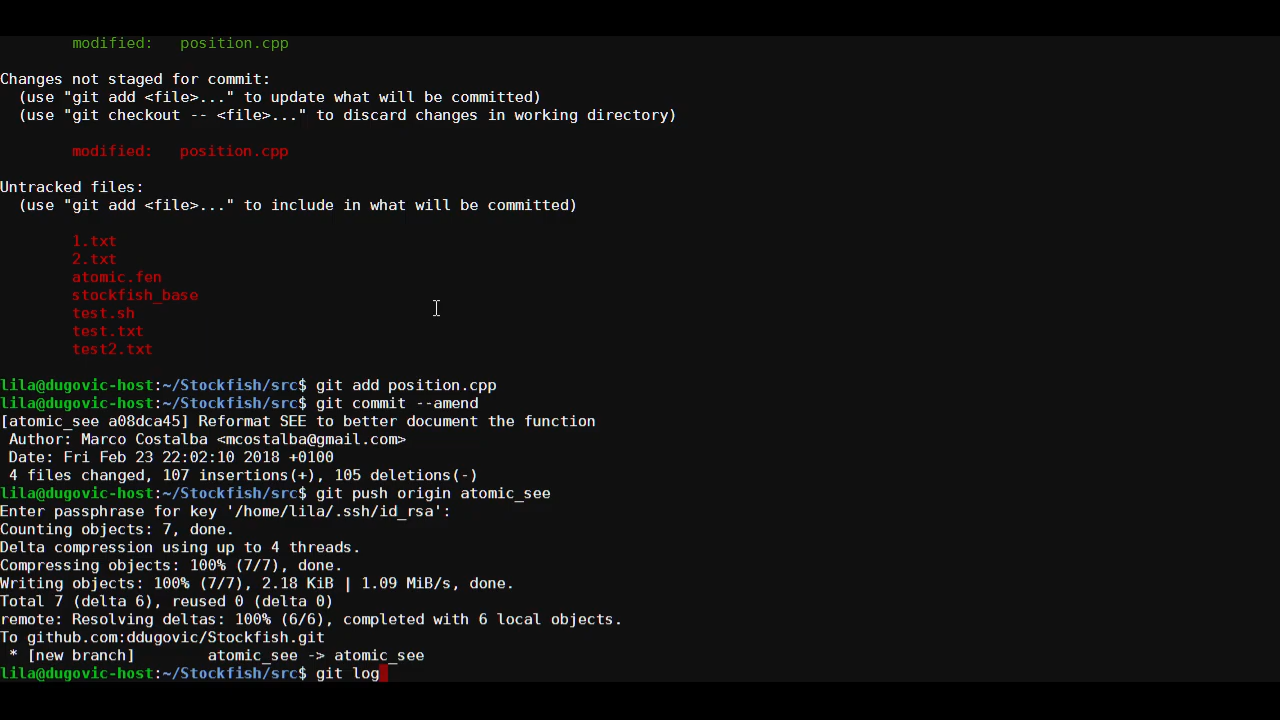 modified:   position.cpp
Changes not staged for commit:
(use "git add <file>..." to update what will be committed)
(use "git checkout -- <file>..." to discard changes in working directory)
modified:   position.cpp
Untracked files:
(use "git add <file>..." to include in what will be committed)
1.txt
2.txt
atomic.fen
stockfish_base
test.sh
test.txt
test2.txt
lila@dugovic-host:~/Stockfish/src$ git add position.cpp
lila@dugovic-host:~/Stockfish/src$ git commit --amend
[atomic_see a08dca45] Reformat SEE to better document the function
Author: Marco Costalba <mcostalba@gmail.com>
Date: Fri Feb 23 22:02:10 2018 +0100
4 files changed, 107 insertions(+), 105 deletions(-)
lila@dugovic-host:~/Stockfish/src$ git push origin atomic_see
Enter passphrase for key '/home/lila/.ssh/id_rsa':
Counting objects: 7, done.
Delta compression using up to 4 threads.
Compressing objects: 100% (7/7), done.
Writing objects: 100% (7/7), 2.18 KiB | 1.09 MiB/s, done.
Total 7 (delta 6), reused 0 (delta 0)
remote: Resolving deltas: 100% (6/6), completed with 6 local objects.
To github.com:ddugovic/Stockfish.git
* [new branch]        atomic_see -> atomic_see
lila@dugovic-host:~/Stockfish/src$ git log